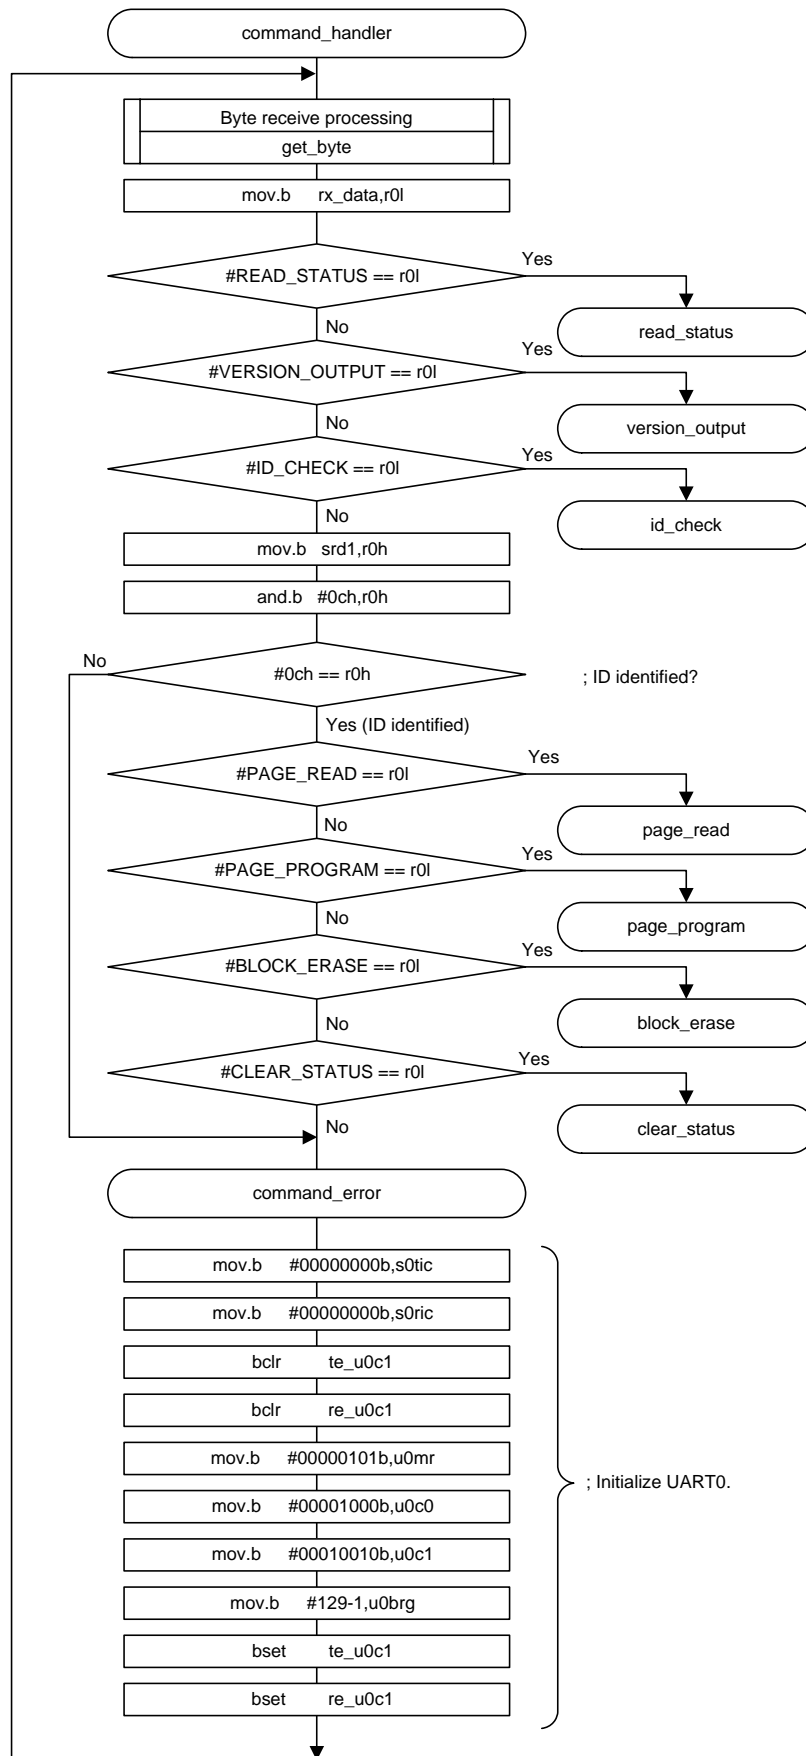 command_handler
Byte receive processing
get_byte
mov.b rx_data,r0l
#READ_STATUS == r0l
Yes
read_status
No
#VERSION_OUTPUT == r0l
Yes
version_output
No
#ID_CHECK == r0l
Yes
id_check
No
mov.b srd1,r0h
and.b #0ch,r0h
No
#0ch == r0h
; ID identified?
Yes (ID identified)
#PAGE_READ == r0l
Yes
page_read
No
#PAGE_PROGRAM == r0l
Yes
page_program
No
#BLOCK_ERASE == r0l
Yes
block_erase
No
#CLEAR_STATUS == r0l
Yes
clear_status
No
command_error
mov.b #00000000b,s0tic
mov.b #00000000b,s0ric
bclr te_u0c1
bclr re_u0c1
mov.b #00000101b,u0mr
; Initialize UART0.
mov.b #00001000b,u0c0
mov.b #00010010b,u0c1
mov.b #129-1,u0brg
bset te_u0c1
bset re_u0c1